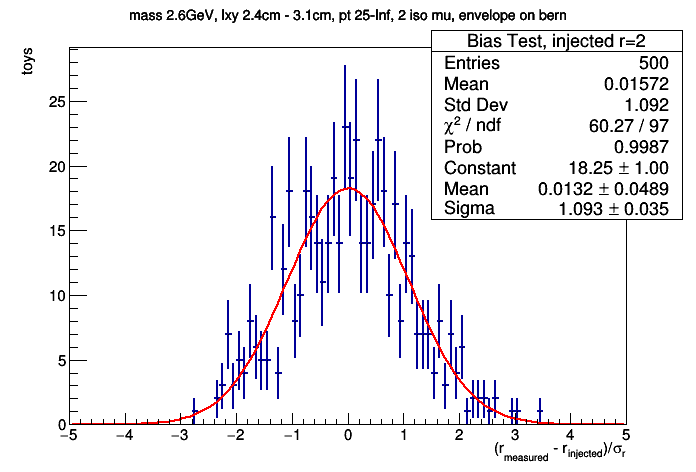 mass 2.6GeV, lxy 2.4cm - 3.1cm, pt 25-Inf, 2 iso mu, envelope on bern
toys
Bias Test, injected r=2
Entries 500
Mean 0.01572
Std Dev 1.092
χ² / ndf 60.27 / 97
Prob 0.9987
Constant 18.25 ± 1.00
Mean 0.0132 ± 0.0489
Sigma 1.093 ± 0.035
25
20
15
10
5
0
−5 −4 −3 −2 −1 0 1 2 3 4 5
(r_measured - r_injected)/σ_r